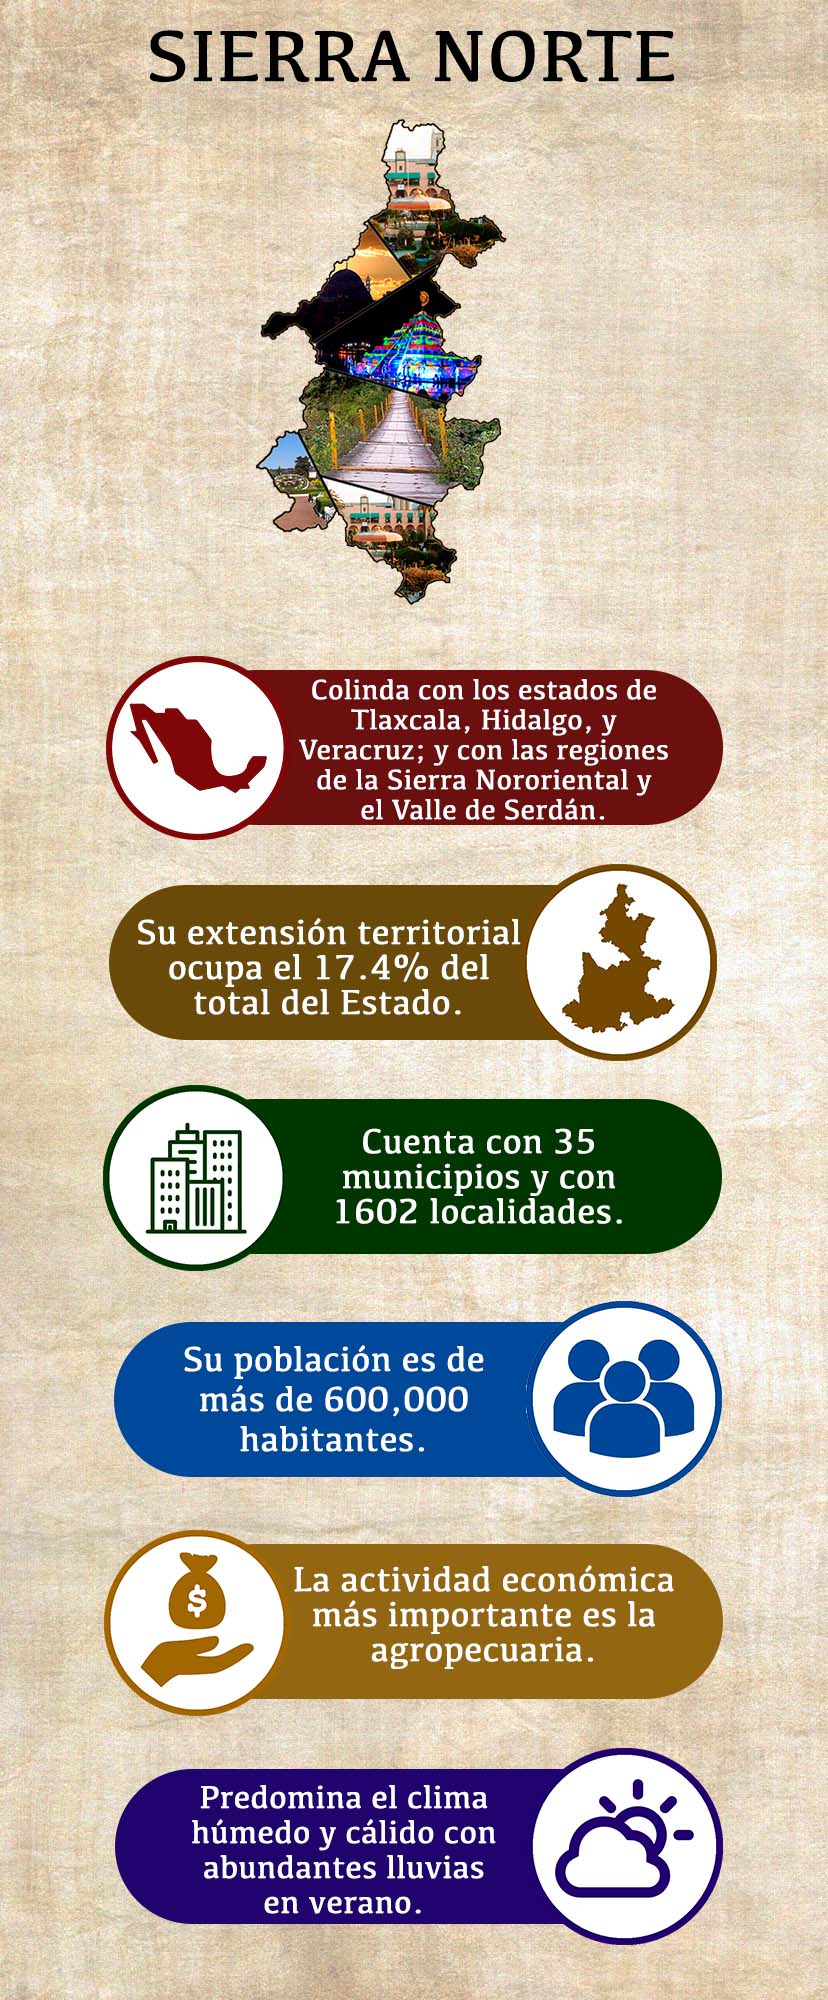 SIERRA NORTE
Colinda con los estados de
Tlaxcala, Hidalgo, y
Veracruz; y con las regiones
de la Sierra Nororiental y
el Valle de Serdán.
Su extensión territorial
ocupa el 17.4% del
total del Estado.
Cuenta con 35
municipios y con
1602 localidades.
Su población es de
más de 600,000
habitantes.
$
La actividad económica
más importante es la
agropecuaria.
Predomina el clima
húmedo y cálido con
abundantes lluvias
en verano.